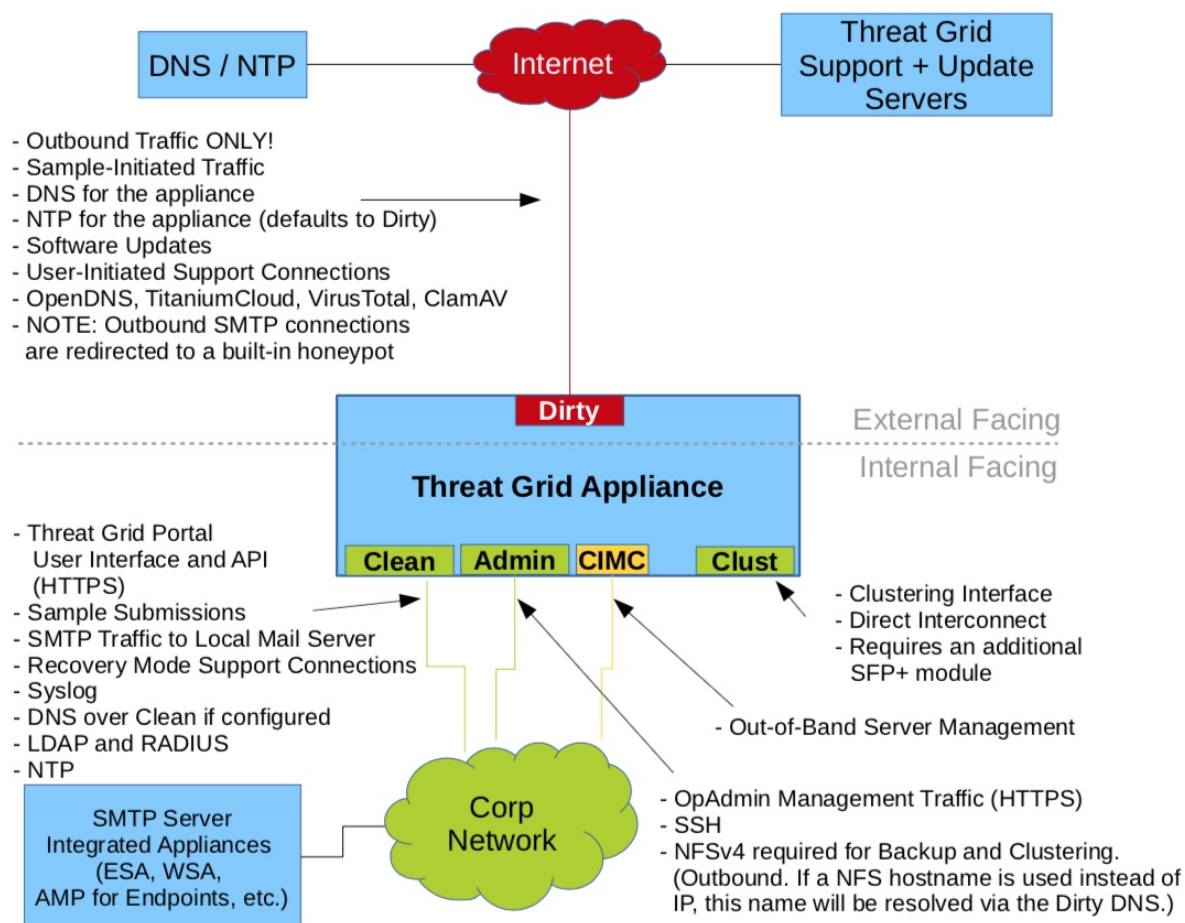 DNS / NTP
Internet
Threat Grid
Support + Update
Servers
- Outbound Traffic ONLY!
- Sample-Initiated Traffic
- DNS for the appliance
- NTP for the appliance (defaults to Dirty)
- Software Updates
- User-Initiated Support Connections
- OpenDNS, TitaniumCloud, VirusTotal, ClamAV
- NOTE: Outbound SMTP connections
are redirected to a built-in honeypot
Dirty
External Facing
Internal Facing
Threat Grid Appliance
Clean
Admin
CIMC
Clust
- Threat Grid Portal
User Interface and API
(HTTPS)
- Sample Submissions
- SMTP Traffic to Local Mail Server
- Recovery Mode Support Connections
- Syslog
- DNS over Clean if configured
- LDAP and RADIUS
- NTP
- Clustering Interface
- Direct Interconnect
- Requires an additional
SFP+ module
- Out-of-Band Server Management
Corp
Network
- OpAdmin Management Traffic (HTTPS)
- SSH
- NFSv4 required for Backup and Clustering.
(Outbound. If a NFS hostname is used instead of
IP, this name will be resolved via the Dirty DNS.)
SMTP Server
Integrated Appliances
(ESA, WSA,
AMP for Endpoints, etc.)